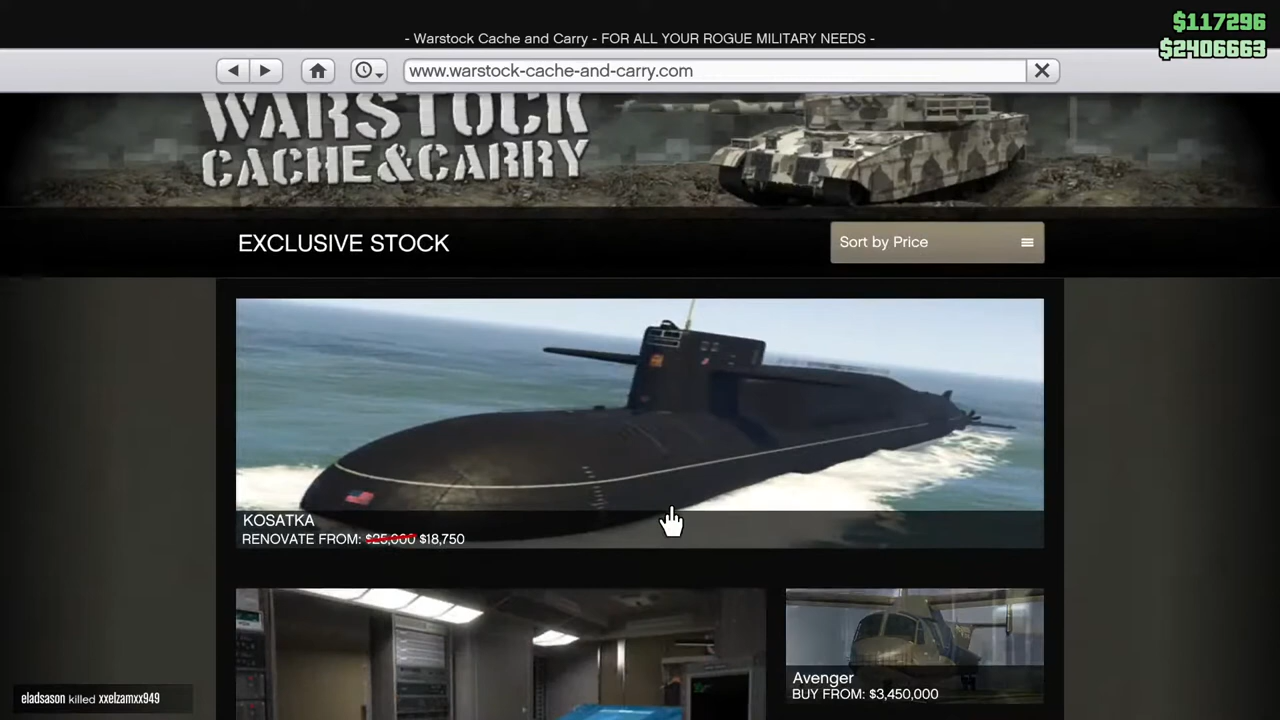 $117296
- Warstock Cache and Carry - FOR ALL YOUR ROGUE MILITARY NEEDS -
$2406663
www.warstock-cache-and-carry.com
WARSTOCK
CACHE&CARRY
EXCLUSIVE STOCK
Sort by Price
KOSATKA
RENOVATE FROM: $25,000 $18,750
Avenger
BUY FROM: $3,450,000
eladsason killed xxelzamxx949